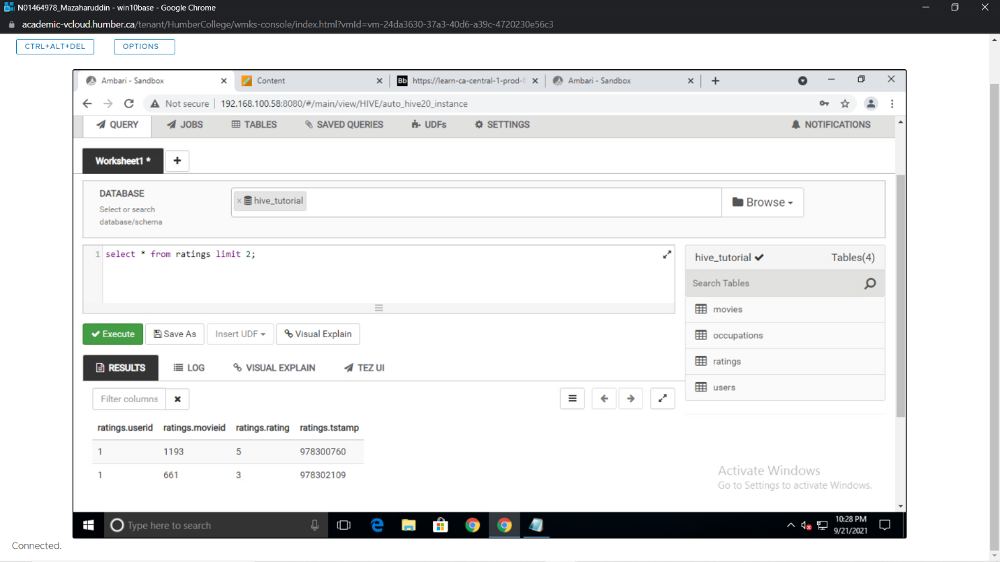 N01464978_Mazaharuddin - win10base - Google Chrome
academic-vcloud.humber.ca/tenant/HumberCollege/wmks-console/index.html?vmId=vm-24da3630-37a3-40d6-a39c-4720230e56c3
CTRL+ALT+DEL OPTIONS
Ambari - Sandbox Content Bb https://learn-ca-central-1-prod-fi Ambari - Sandbox
Not secure 192.168.100.58:8080/#/main/view/HIVE/auto_hive20_instance
QUERY JOBS TABLES SAVED QUERIES UDFs SETTINGS NOTIFICATIONS
Worksheet1 * +
DATABASE
Select or search
database/schema
× hive_tutorial
Browse
1 select * from ratings limit 2;
hive_tutorial Tables(4)
Search Tables
movies
occupations
ratings
users
Execute Save As Insert UDF Visual Explain
RESULTS LOG VISUAL EXPLAIN TEZ UI
Filter columns
ratings.userid ratings.movieid ratings.rating ratings.tstamp
1 1193 5 978300760
1 661 3 978302109
Activate Windows
Go to Settings to activate Windows.
Type here to search
10:28 PM
9/21/2021
Connected.